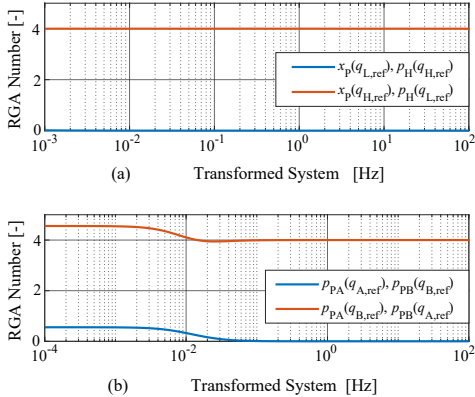 RGA Number [-]
4
2
0
x_P(q_L,ref), p_H(q_H,ref)
x_P(q_H,ref), p_H(q_L,ref)
10^-3 10^-2 10^-1 10^0 10^1 10^2
(a) Transformed System [Hz]
RGA Number [-]
4
2
0
p_PA(q_A,ref), p_PB(q_B,ref)
p_PA(q_B,ref), p_PB(q_A,ref)
10^-4 10^-2 10^0 10^2
(b) Transformed System [Hz]